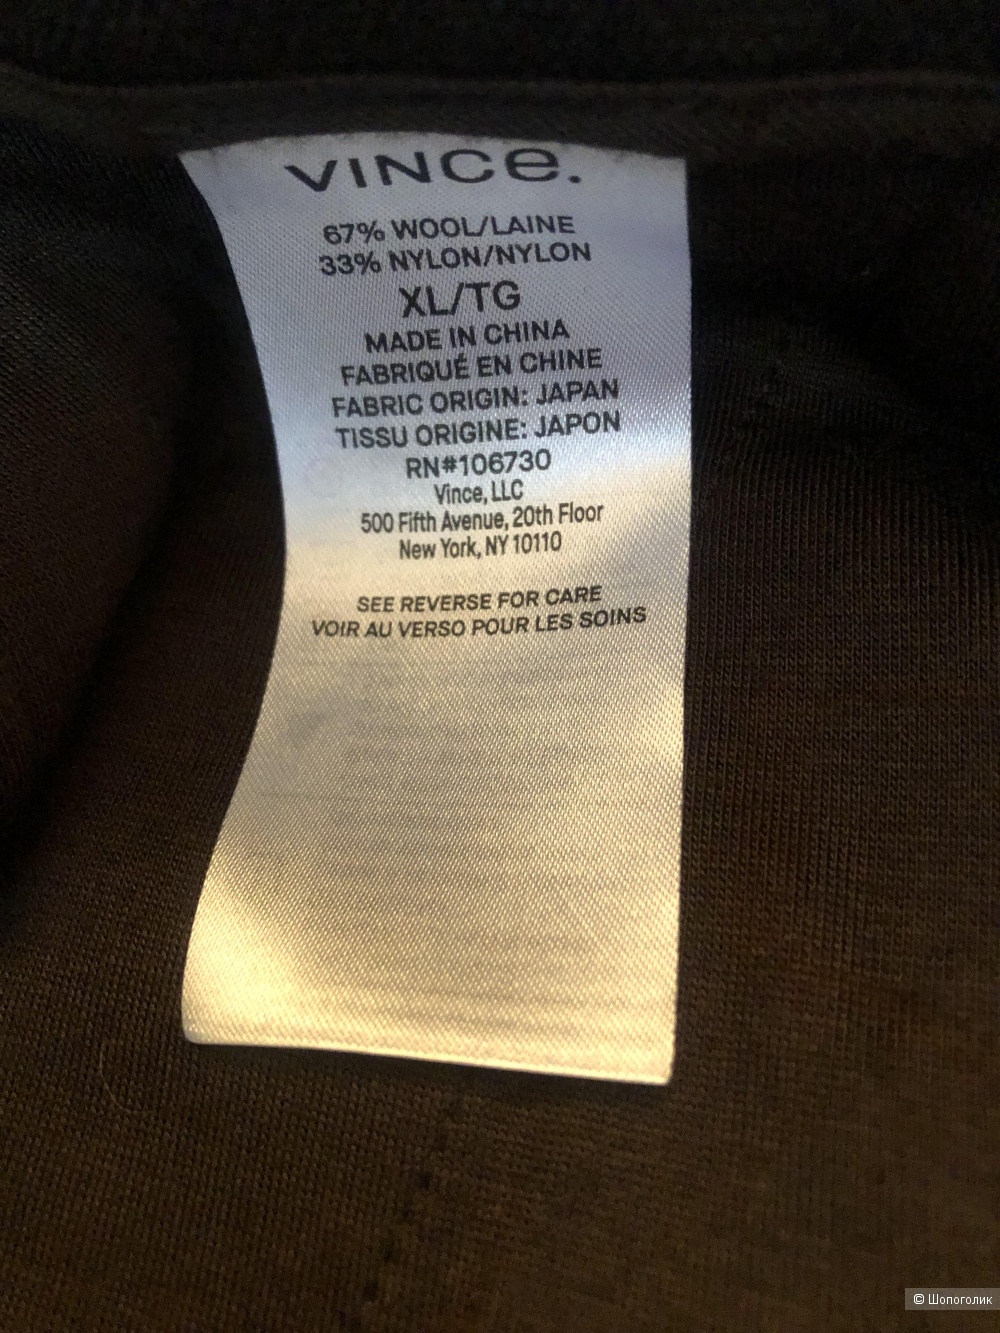 VINCE.
67% WOOL/LAINE
33% NYLON/NYLON
XL/TG
MADE IN CHINA
FABRIQUÉ EN CHINE
FABRIC ORIGIN: JAPAN
TISSU ORIGINE: JAPON
RN#106730
Vince, LLC
500 Fifth Avenue, 20th Floor
New York, NY 10110
SEE REVERSE FOR CARE
VOIR AU VERSO POUR LES SOINS
© Шопоголик